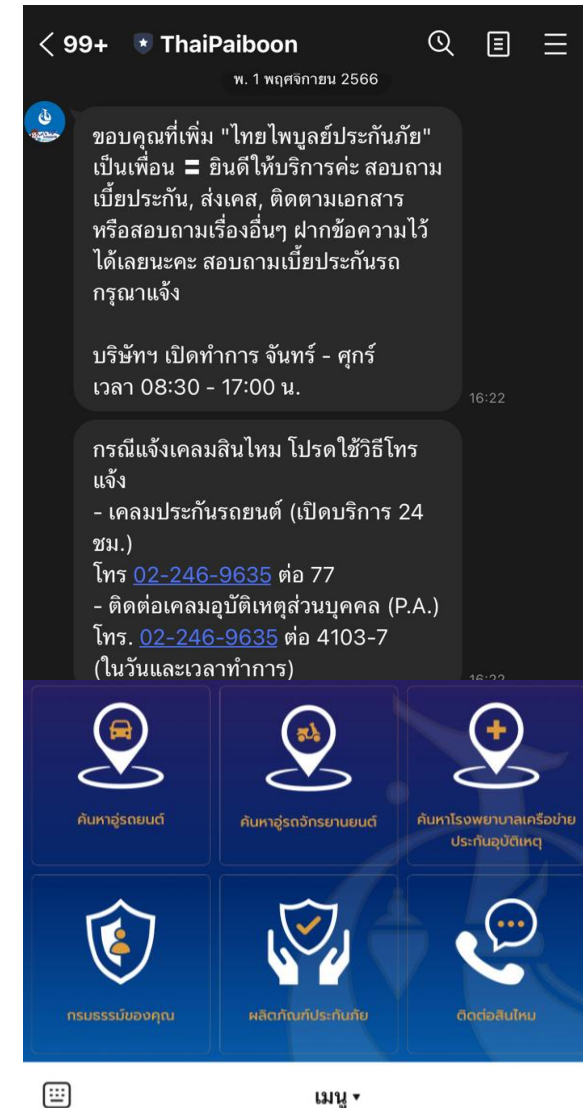 99+ ThaiPaiboon
พ. 1 พฤศจิกายน 2566
ขอบคุณที่เพิ่ม "ไทยไพบูลย์ประกันภัย"
เป็นเพื่อน 〓 ยินดีให้บริการค่ะ สอบถาม
เบี้ยประกัน, ส่งเคส, ติดตามเอกสาร
หรือสอบถามเรื่องอื่นๆ ฝากข้อความไว้
ได้เลยนะคะ สอบถามเบี้ยประกันรถ
กรุณาแจ้ง
บริษัทฯ เปิดทำการ จันทร์ - ศุกร์
เวลา 08:30 - 17:00 น.
16:22
กรณีแจ้งเคลมสินไหม โปรดใช้วิธีโทร
แจ้ง
- เคลมประกันรถยนต์ (เปิดบริการ 24
ชม.)
โทร 02-246-9635 ต่อ 77
- ติดต่อเคลมอุบัติเหตุส่วนบุคคล (P.A.)
โทร. 02-246-9635 ต่อ 4103-7
(ในวันและเวลาทำการ)
16:22
ค้นหาอู่รถยนต์
ค้นหาอู่รถจักรยานยนต์
ค้นหาโรงพยาบาลเครือข่าย
ประกันอุบัติเหตุ
กรมธรรม์ของคุณ
ผลิตภัณฑ์ประกันภัย
ติดต่อสินไหม
เมนู ▾